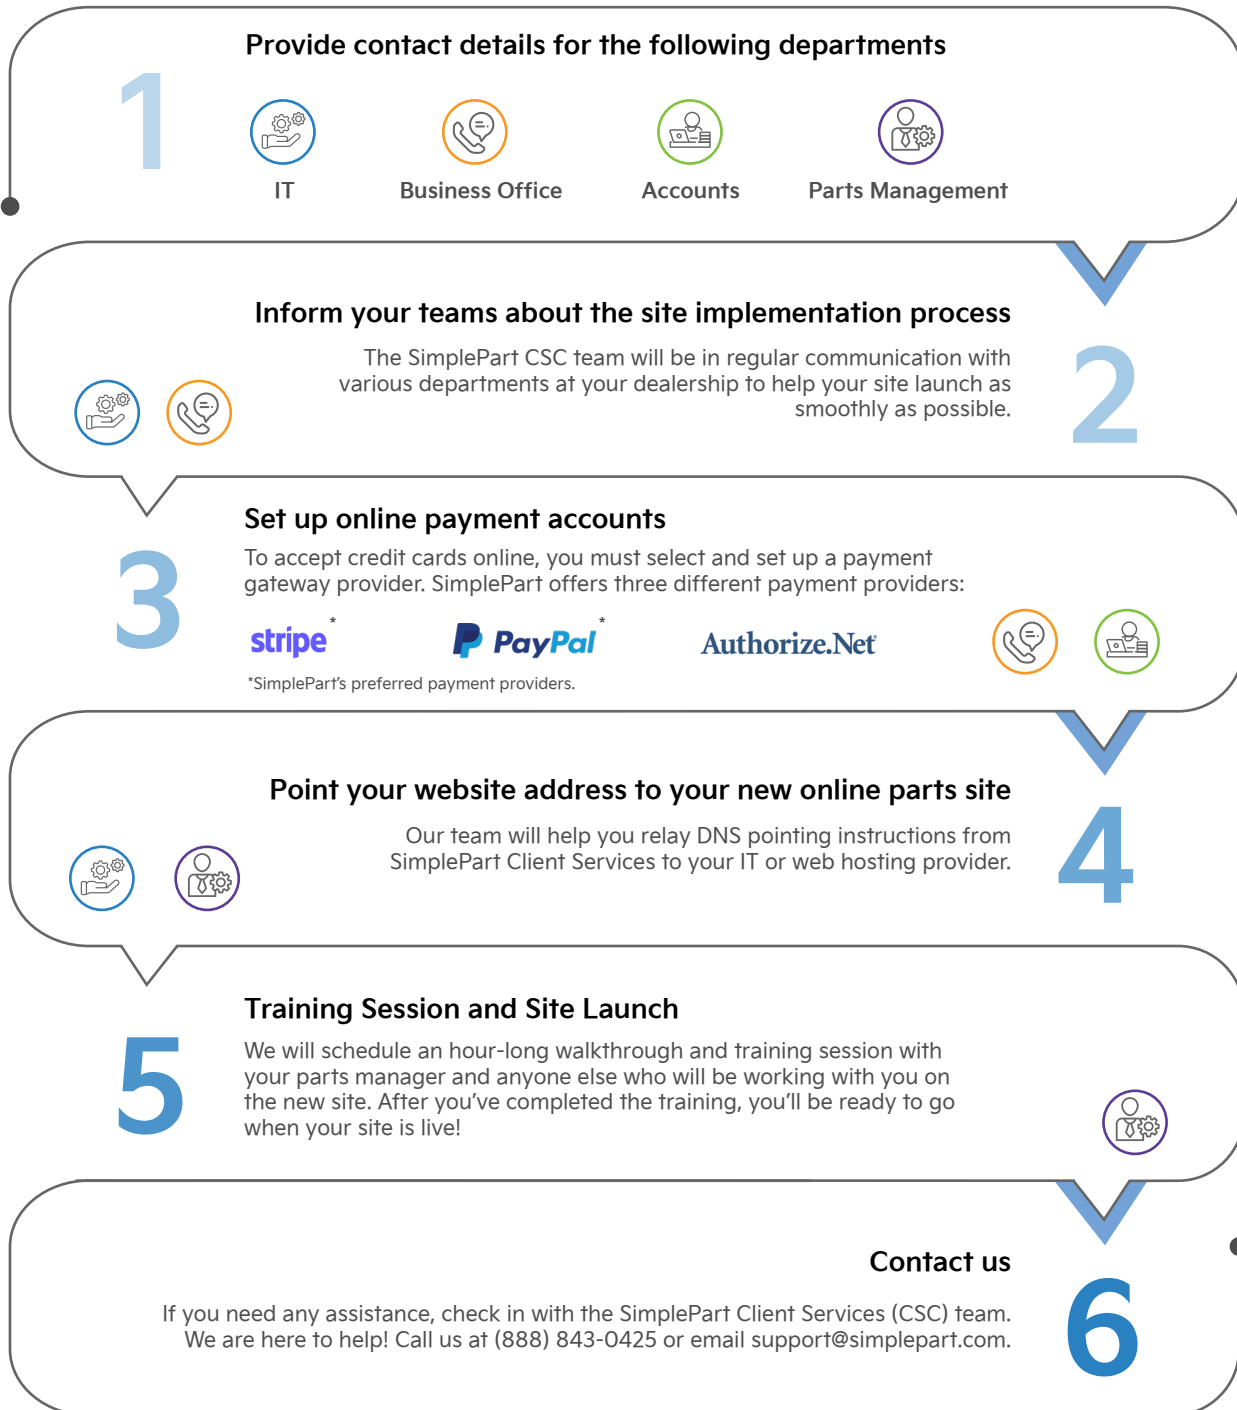 Provide contact details for the following departments
1
IT
Business Office
Accounts
Parts Management
Inform your teams about the site implementation process
The SimplePart CSC team will be in regular communication with
various departments at your dealership to help your site launch as
smoothly as possible.
2
Set up online payment accounts
3
To accept credit cards online, you must select and set up a payment
gateway provider. SimplePart offers three different payment providers:
stripe*
PayPal*
Authorize.Net
*SimplePart's preferred payment providers.
Point your website address to your new online parts site
Our team will help you relay DNS pointing instructions from
SimplePart Client Services to your IT or web hosting provider.
4
Training Session and Site Launch
5
We will schedule an hour-long walkthrough and training session with
your parts manager and anyone else who will be working with you on
the new site. After you've completed the training, you'll be ready to go
when your site is live!
Contact us
If you need any assistance, check in with the SimplePart Client Services (CSC) team.
We are here to help! Call us at (888) 843-0425 or email support@simplepart.com.
6